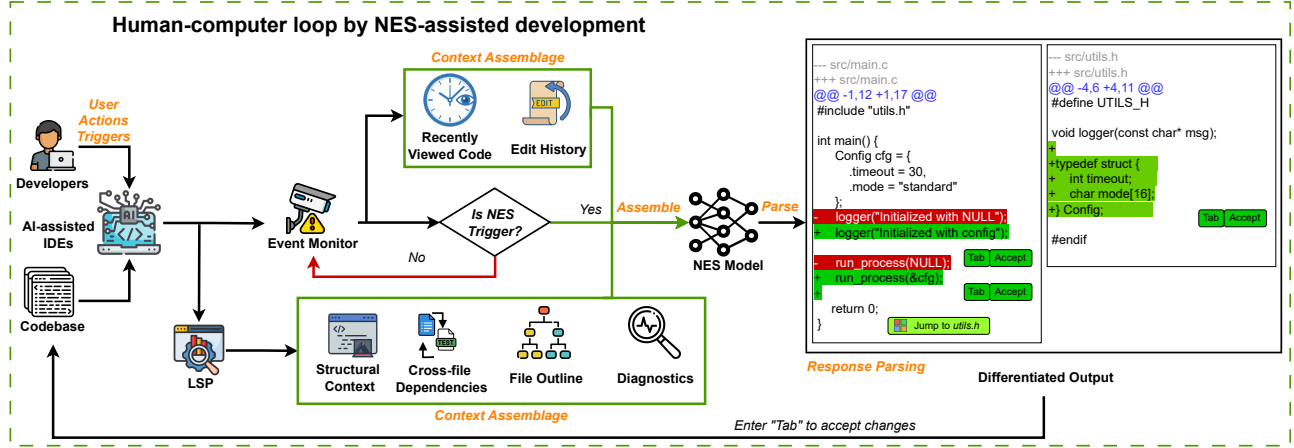 Human-computer loop by NES-assisted development
User
Actions
Triggers
Developers
AI-assisted
IDEs
AI
Codebase
LSP
Event Monitor
Context Assemblage
Recently
Viewed Code
EDIT
Edit History
Is NES
Trigger?
Yes
No
Assemble
NES Model
Parse
Structural
Context
TEST
Cross-file
Dependencies
File Outline
Diagnostics
Context Assemblage
--- src/main.c
+++ src/main.c
@@ -1,12 +1,17 @@
#include "utils.h"
int main() {
Config cfg = {
.timeout = 30,
.mode = "standard"
};
- logger("Initialized with NULL");
+ logger("Initialized with config");
- run_process(NULL);
Tab Accept
+ run_process(&cfg);
+
Tab Accept
return 0;
}
Jump to utils.h
--- src/utils.h
+++ src/utils.h
@@ -4,6 +4,11 @@
#define UTILS_H
void logger(const char* msg);
+
+typedef struct {
+ int timeout;
+ char mode[16];
+} Config;
Tab Accept
#endif
Response Parsing
Differentiated Output
Enter "Tab" to accept changes